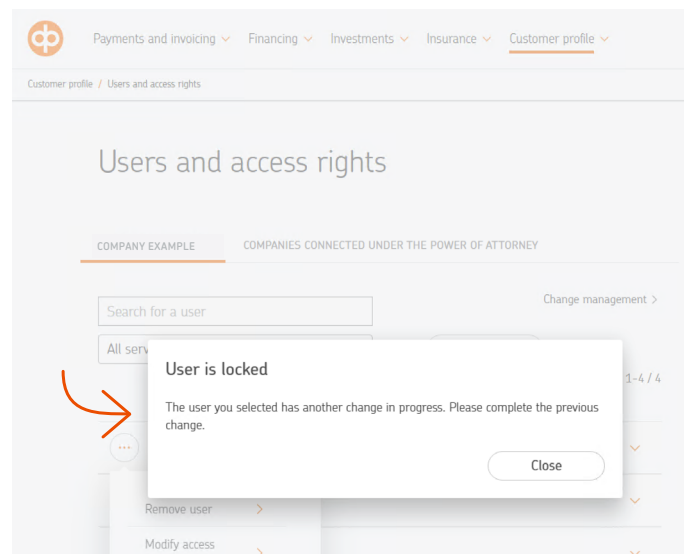 Payments and invoicing Financing Investments Insurance Customer profile
Customer profile / Users and access rights
Users and access rights
COMPANY EXAMPLE COMPANIES CONNECTED UNDER THE POWER OF ATTORNEY
Change management >
Search for a user
All serv
User is locked
1-4 / 4
The user you selected has another change in progress. Please complete the previous
change.
Close
Remove user
Modify access